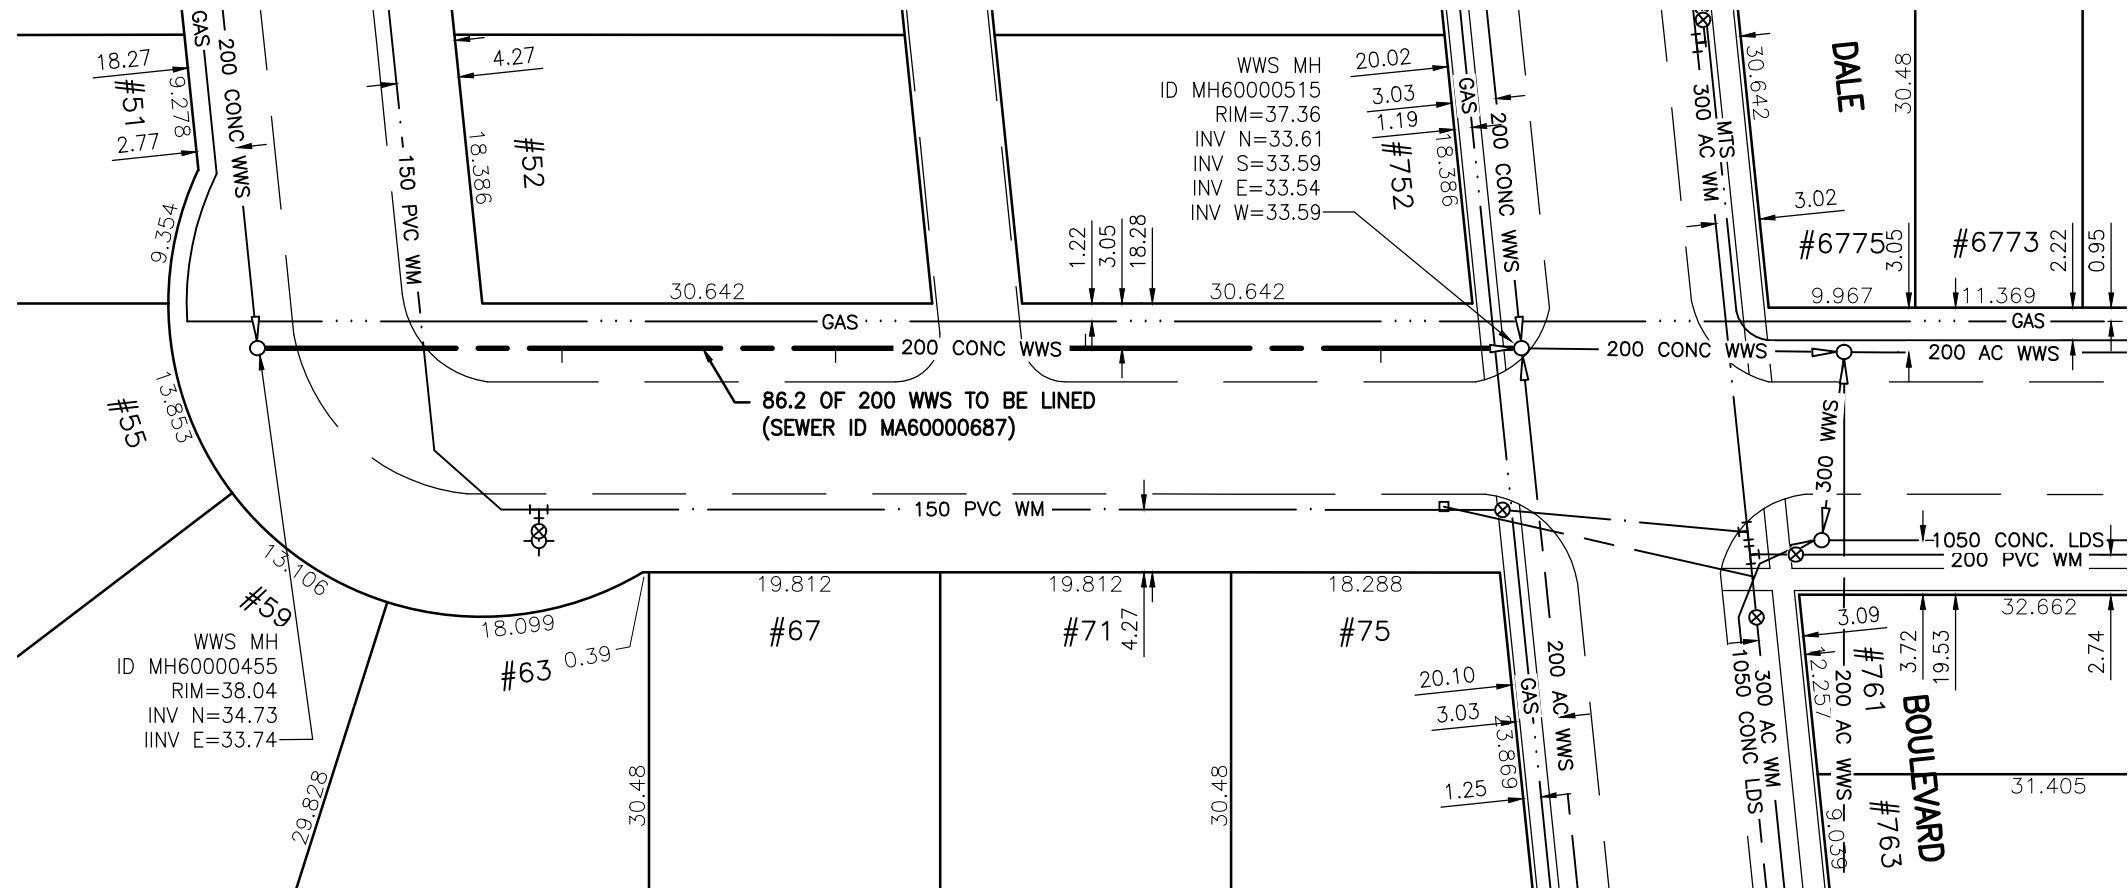 GAS
200 CONC WWS
18.27
#51
9.278
2.77
4.27
150 PVC WM
18.386
#52
WWS MH
ID MH60000515
RIM=37.36
INV N=33.61
INV S=33.59
INV E=33.54
INV W=33.59
20.02
3.03
1.19
#752
18.386
GAS
200 CONC WWS
300 AC WM
MTS
30.642
DALE
30.48
3.02
#6775
3.05
#6773
2.22
0.95
9.354
30.642
1.22
3.05
18.28
30.642
9.967
11.369
GAS
GAS
200 CONC WWS
200 CONC WWS
200 AC WWS
86.2 OF 200 WWS TO BE LINED
(SEWER ID MA60000687)
13.853
#55
300 WWS
150 PVC WM
1050 CONC. LDS
200 PVC WM
13.106
#59
18.099
#63
0.39
19.812
#67
19.812
#71
4.27
18.288
#75
WWS MH
ID MH60000455
RIM=38.04
INV N=34.73
IINV E=33.74
29.828
30.48
30.48
20.10
3.03
1.25
GAS
23.869
200 AC WWS
1050 CONC LDS
300 AC WM
12.257
200 AC WWS
3.09
#761
3.72
19.53
32.662
2.74
BOULEVARD
31.405
#763
9.039